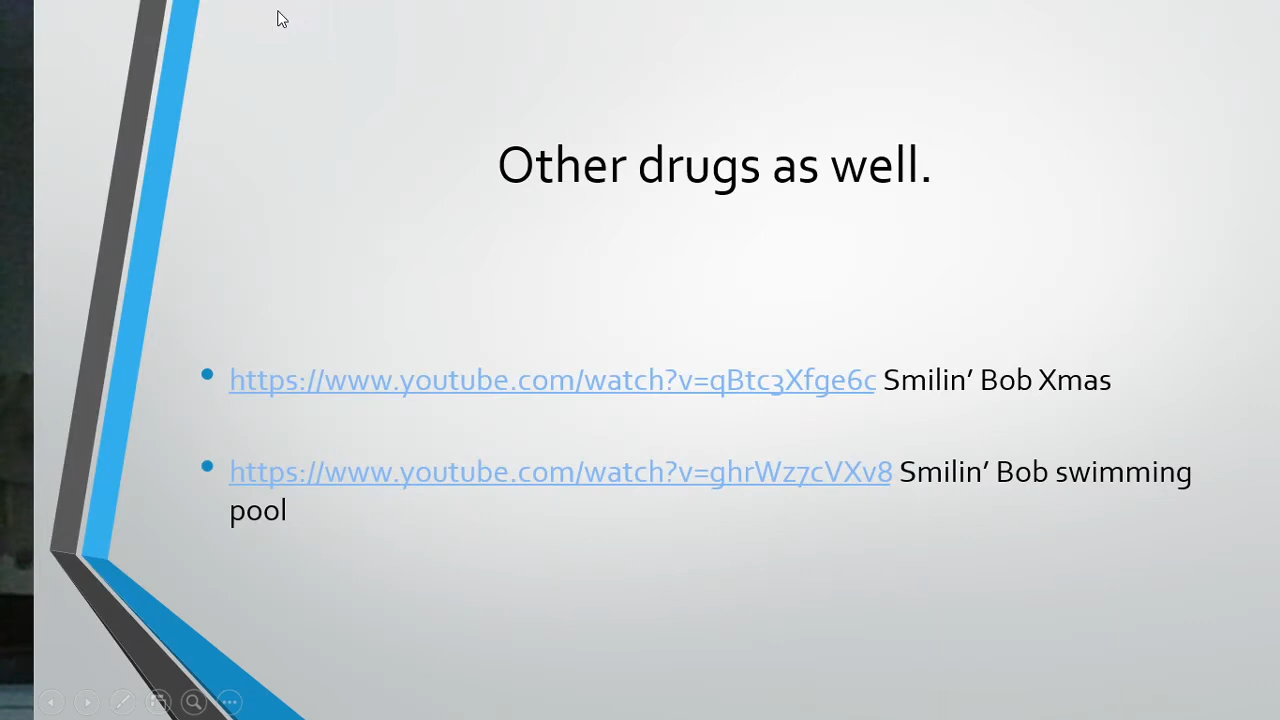 Other drugs as well.
https://www.youtube.com/watch?v=qBtc3Xfge6c Smilin’ Bob Xmas
https://www.youtube.com/watch?v=ghrWz7cVXv8 Smilin’ Bob swimming
pool